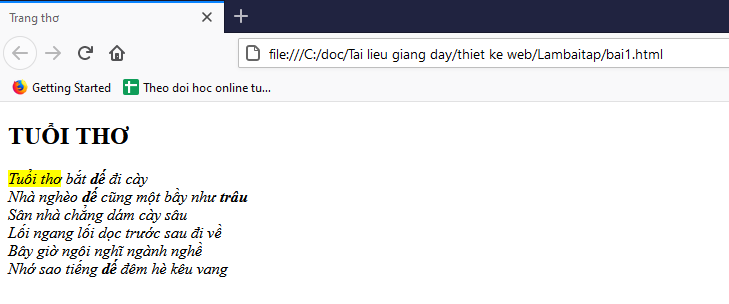 Trang thơ
file:///C:/doc/Tai lieu giang day/thiet ke web/Lambaitap/bai1.html
Getting Started
Theo doi hoc online tu...
TUỔI THƠ
Tuổi thơ bắt dế đi cày
Nhà nghèo dế cũng một bầy như trâu
Sân nhà chẳng dám cày sâu
Lối ngang lối dọc trước sau đi về
Bây giờ ngôi nghĩ ngành nghề
Nhớ sao tiếng dế đêm hè kêu vang